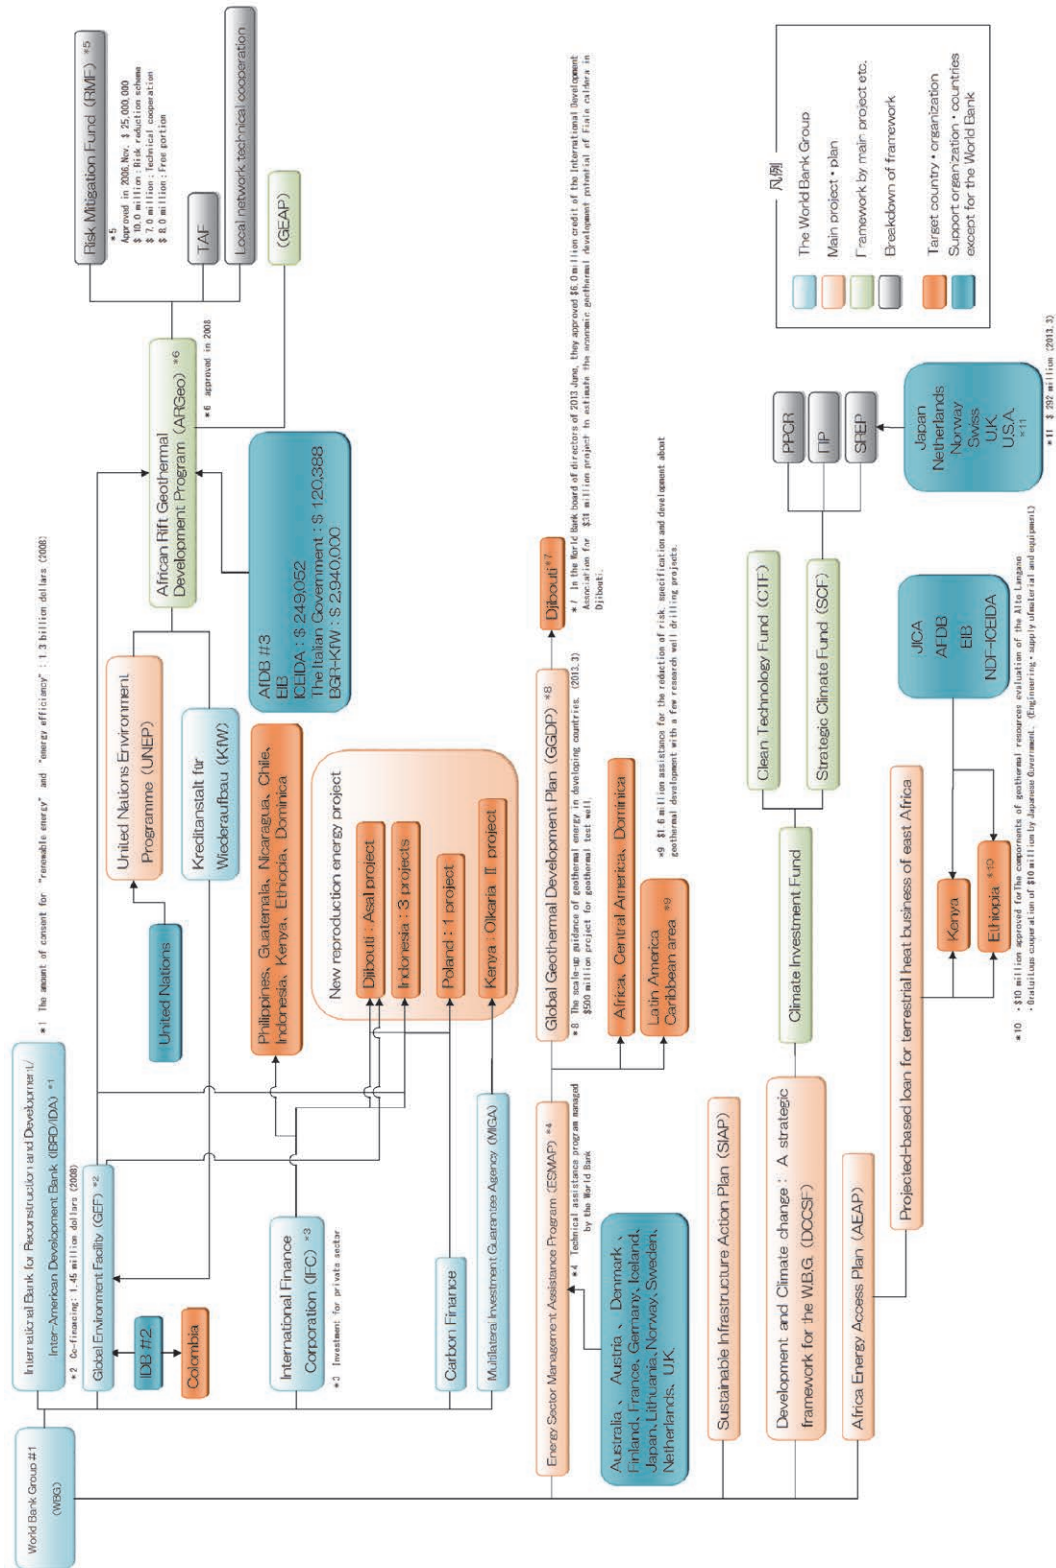 World Bank Group #1
(WBG)
International Bank for Reconstruction and Development/
Inter-American Development Bank (IBRD/IDA) *1
*1 The amount of consent for "renewable energy" and "energy efficiency" : 1.3 billion dollars (2008)
*2 Co-financing: 1.45 million dollars (2008)
Global Environment Facility (GEF) *2
IDB #2
Colombia
International Finance
Corporation (IFC) *3
*3 Investment for private sector
Carbon Finance
Multilateral Investment Guarantee Agency (MIGA)
United Nations
United Nations Environment
Programme (UNEP)
Kreditanstalt für
Wiederaufbau (KfW)
African Rift Geothermal
Development Program (ARGeo) *6
*6 approved in 2008
Risk Mitigation Fund (RMF) *5
*5
Approved in 2006, Nov. $ 25,000,000
$ 10.0 million : Risk reduction scheme
$ 7.0 million : Technical cooperation
$ 8.0 million : Free portion
TAF
Local network technical cooperation
(GEAP)
AfDB #3
EIB
ICEIDA : $ 249,052
The Italian Government : $ 120,388
BGR-KfW : $ 2,940,000
Philippines, Guatemala, Nicaragua, Chile,
Indonesia, Kenya, Ethiopia, Dominica
New reproduction energy project
Djibouti : Asal project
Indonesia : 3 projects
Poland : 1 project
Kenya : Olkaria Ⅱ project
Energy Sector Management Assistance Program (ESMAP) *4
*4 Technical assistance program managed
by the World Bank
Australia 、 Austria 、 Denmark 、
Finland, France, Germany, Iceland,
Japan, Lithuania, Norway, Sweden,
Netherlands、U.K.
Global Geothermal Development Plan (GGDP) *8
*8 The scale-up guidance of geothermal energy in developing countries. (2013.3)
$500 million project for geothermal test well.
Djibouti *7
*7 In the World Bank board of directors of 2013 June, they approved $6.0 million credit of the International Development
Association for $31 million project to estimate the economic geothermal development potential of Fiale caldera in
Djibouti.
Africa, Central America, Dominica
Latin America
Caribbean area *9
*9 $1.6 million assistance for the reduction of risk, specification and development about
geothermal development with a few research well drilling projects.
Sustainable Infrastructure Action Plan (SIAP)
Development and Climate change : A strategic
framework for the W.B.G. (DCCSF)
Climate Investment Fund
Clean Technology Fund (CTF)
Strategic Climate Fund (SCF)
PPCR
FIP
SREP
Japan
Netherlands
Norway
Swiss
U.K.
U.S.A.
*11
*11 $ 292 million (2013.3)
Africa Energy Access Plan (AEAP)
Projected-based loan for terrestrial heat business of east Africa
Kenya
Ethiopia *10
JICA
AFDB
EIB
NDF-ICEIDA
*10 ・$10 million approved for The components of geothermal resources evaluation of the Alto Langano
・Gratuitous cooperation of $10 million by Japanese Government. (Engineering・supply of material and equipment)
凡例
The World Bank Group
Main project・plan
Framework by main project etc.
Breakdown of framework
Target country・organization
Support organization・countries
except for the World Bank